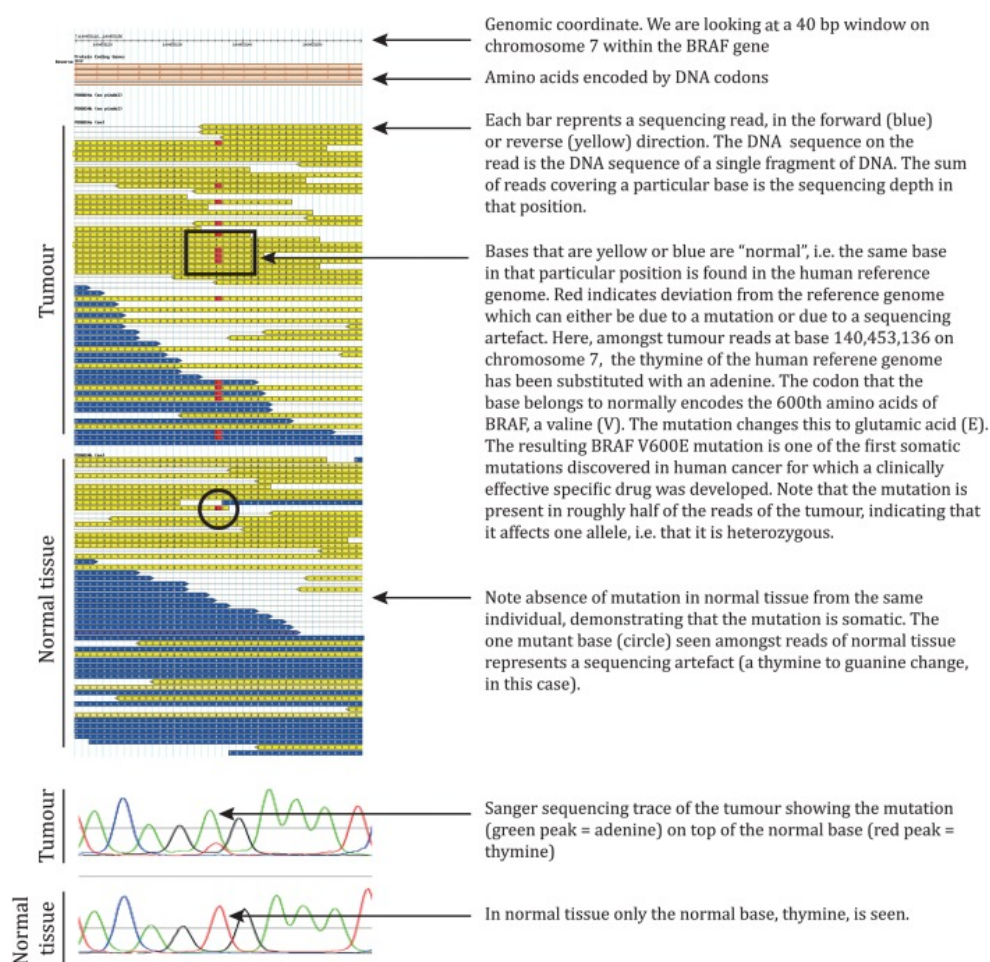 Genomic coordinate. We are looking at a 40 bp window on
chromosome 7 within the BRAF gene
Amino acids encoded by DNA codons
Each bar reprents a sequencing read, in the forward (blue)
or reverse (yellow) direction. The DNA  sequence on the
read is the DNA sequence of a single fragment of DNA. The sum
of reads covering a particular base is the sequencing depth in
that position.
Tumour
Bases that are yellow or blue are “normal”, i.e. the same base
in that particular position is found in the human reference
genome. Red indicates deviation from the reference genome
which can either be due to a mutation or due to a sequencing
artefact. Here, amongst tumour reads at base 140,453,136 on
chromosome 7,  the thymine of the human referene genome
has been substituted with an adenine. The codon that the
base belongs to normally encodes the 600th amino acids of
BRAF, a valine (V). The mutation changes this to glutamic acid (E).
The resulting BRAF V600E mutation is one of the first somatic
mutations discovered in human cancer for which a clinically
effective specific drug was developed. Note that the mutation is
present in roughly half of the reads of the tumour, indicating that
it affects one allele, i.e. that it is heterozygous.
Normal tissue
Note absence of mutation in normal tissue from the same
individual, demonstrating that the mutation is somatic. The
one mutant base (circle) seen amongst reads of normal tissue
represents a sequencing artefact (a thymine to guanine change,
in this case).
Tumour
Sanger sequencing trace of the tumour showing the mutation
(green peak = adenine) on top of the normal base (red peak =
thymine)
Normal
tissue
In normal tissue only the normal base, thymine, is seen.